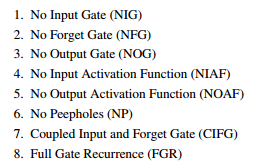 1. No Input Gate (NIG)
2. No Forget Gate (NFG)
3. No Output Gate (NOG)
4. No Input Activation Function (NIAF)
5. No Output Activation Function (NOAF)
6. No Peepholes (NP)
7. Coupled Input and Forget Gate (CIFG)
8. Full Gate Recurrence (FGR)